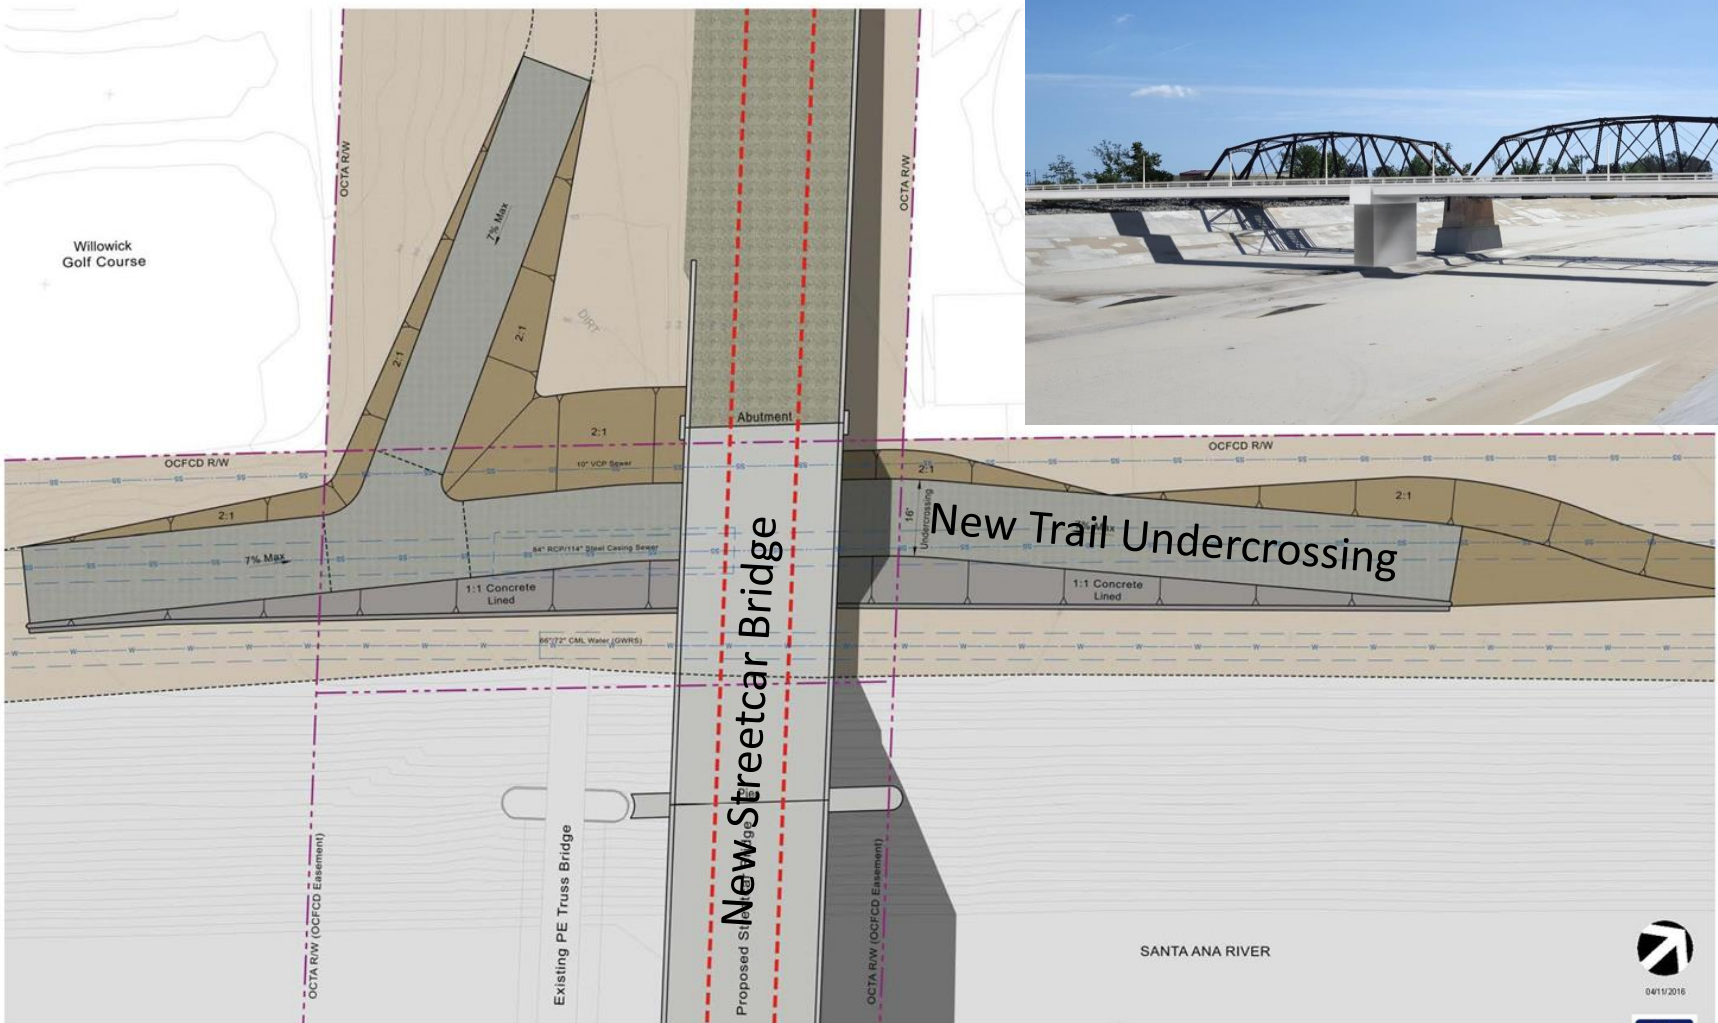 OCTA R/W
OCTA R/W
7% Max
Willowick
Golf Course
DIRT
2:1
2:1
Abutment
2:1
OCFCD R/W
OCFCD R/W
10" VCP Sewer
2:1
2:1
2:1
16'
Undercrossing
New Trail Undercrossing
7% Max
84" RCP/114" Steel Casing Sewer
1:1 Concrete
Lined
1:1 Concrete
Lined
66"/72" CML Water (GWRS)
New Streetcar Bridge
Pier
Proposed Streetcar Bridge
Existing PE Truss Bridge
OCTA R/W (OCFCD Easement)
OCTA R/W (OCFCD Easement)
SANTA ANA RIVER
04/11/2016